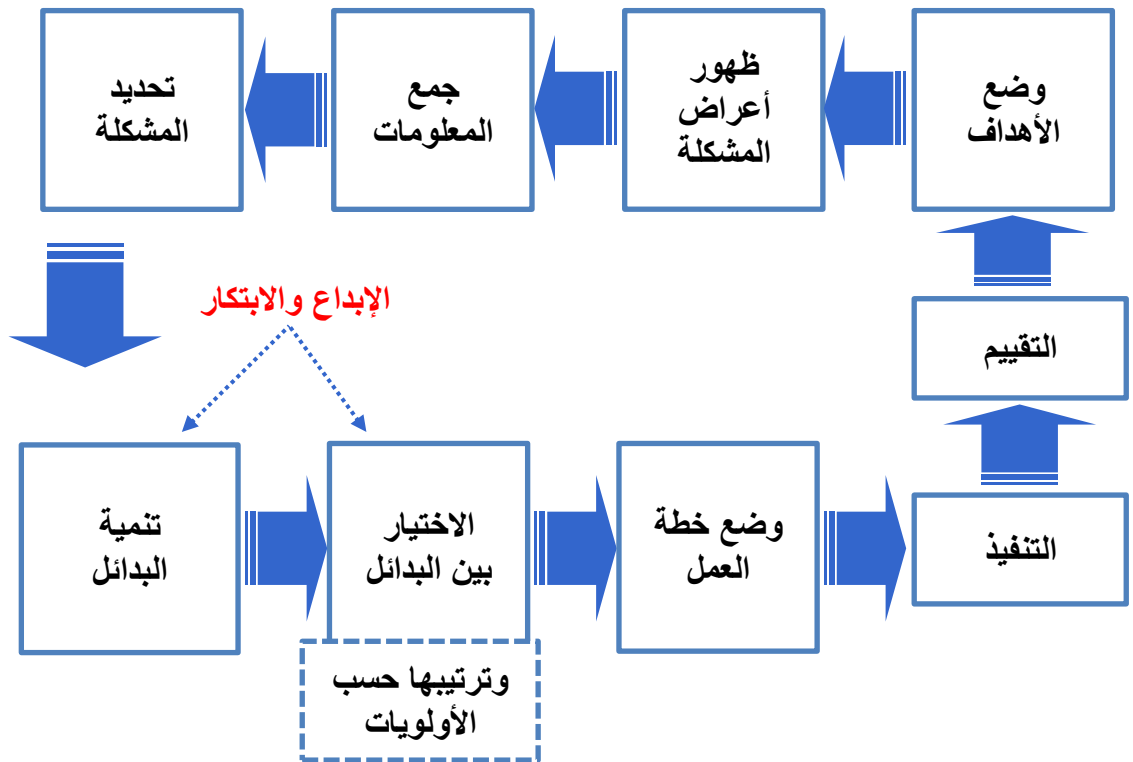 وضع
الأهداف
ظهور
أعراض
المشكلة
جمع
المعلومات
تحديد
المشكلة
الإبداع والابتكار
تنمية
البدائل
الاختيار
بين البدائل
وترتيبها حسب
الأولويات
وضع خطة
العمل
التنفيذ
التقييم